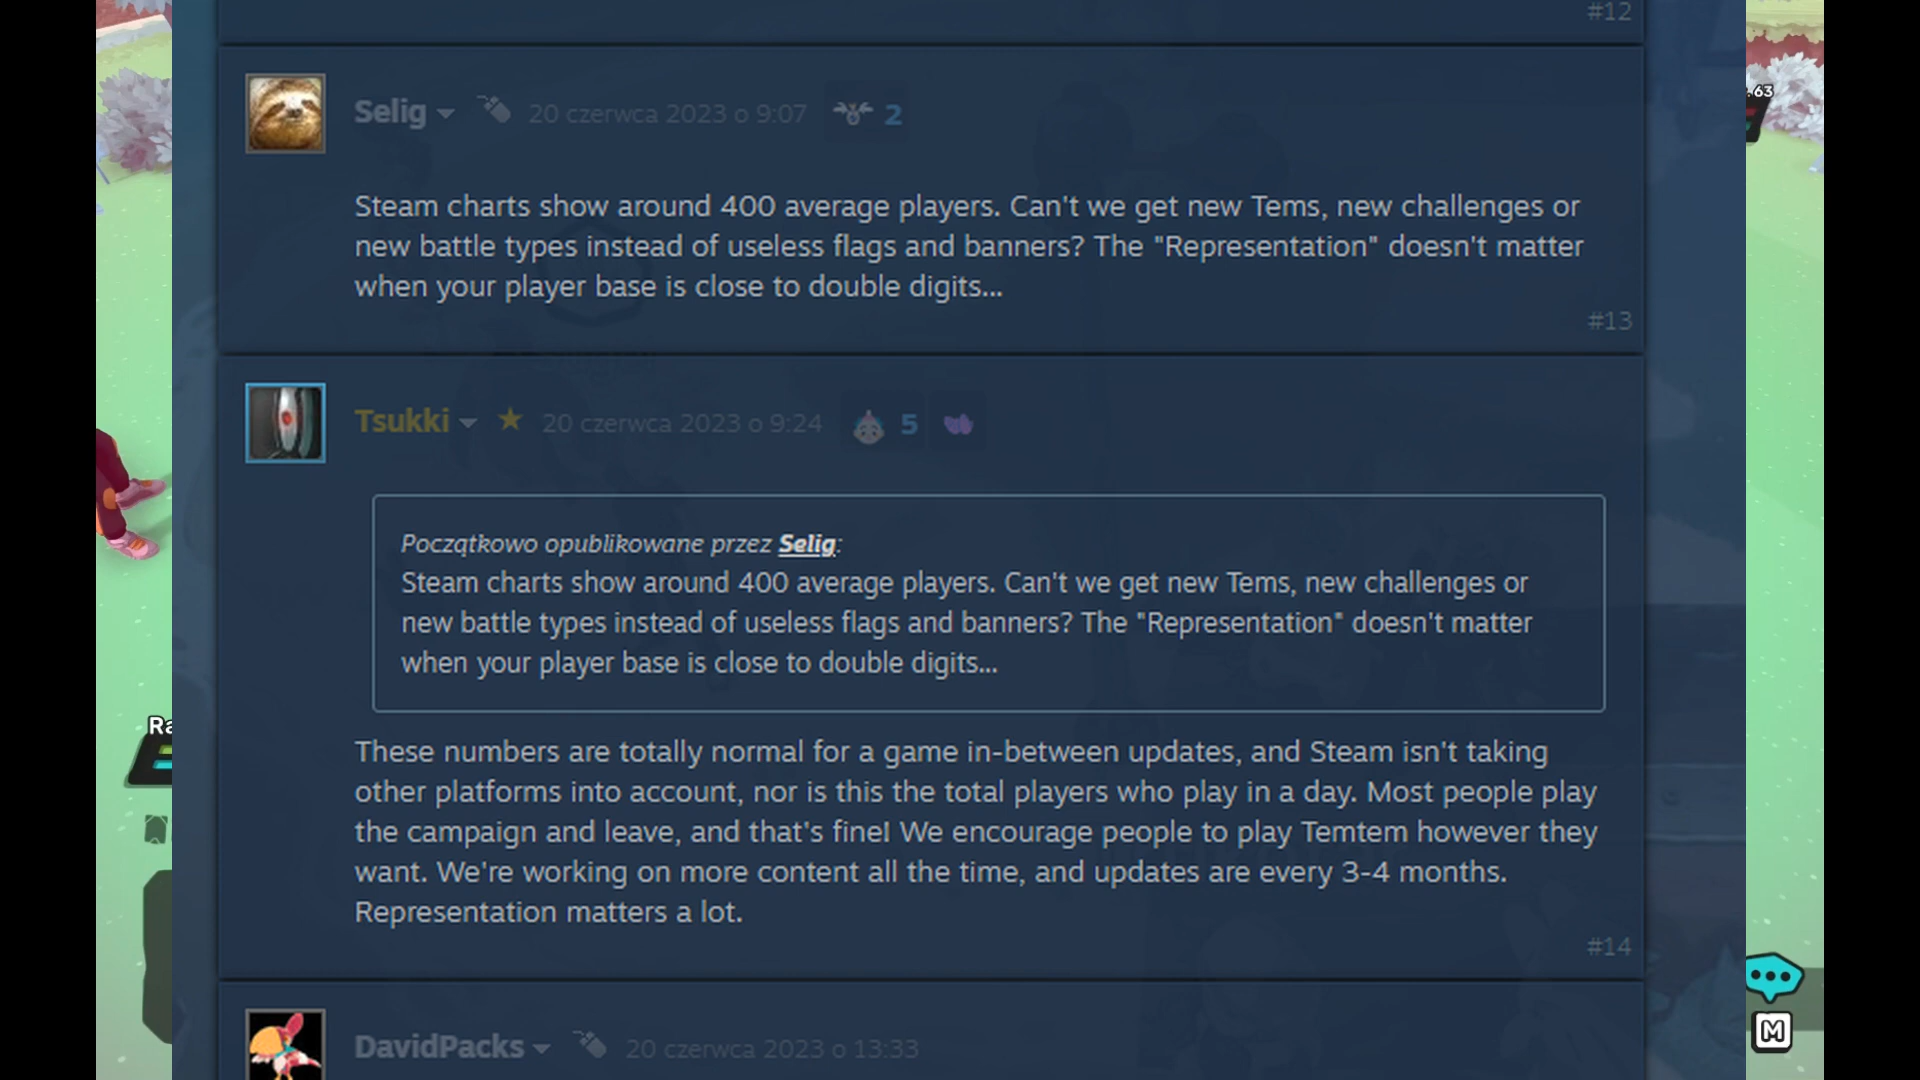 #12
Selig
20 czerwca 2023 o 9:07
2
.63
Steam charts show around 400 average players. Can't we get new Tems, new challenges or
new battle types instead of useless flags and banners? The "Representation" doesn't matter
when your player base is close to double digits...
#13
Tsukki
20 czerwca 2023 o 9:24
5
Początkowo opublikowane przez Selig:
Steam charts show around 400 average players. Can't we get new Tems, new challenges or
new battle types instead of useless flags and banners? The "Representation" doesn't matter
when your player base is close to double digits...
Ra
These numbers are totally normal for a game in-between updates, and Steam isn't taking
other platforms into account, nor is this the total players who play in a day. Most people play
the campaign and leave, and that's fine! We encourage people to play Temtem however they
want. We're working on more content all the time, and updates are every 3-4 months.
Representation matters a lot.
#14
M
DavidPacks
20 czerwca 2023 o 13:33